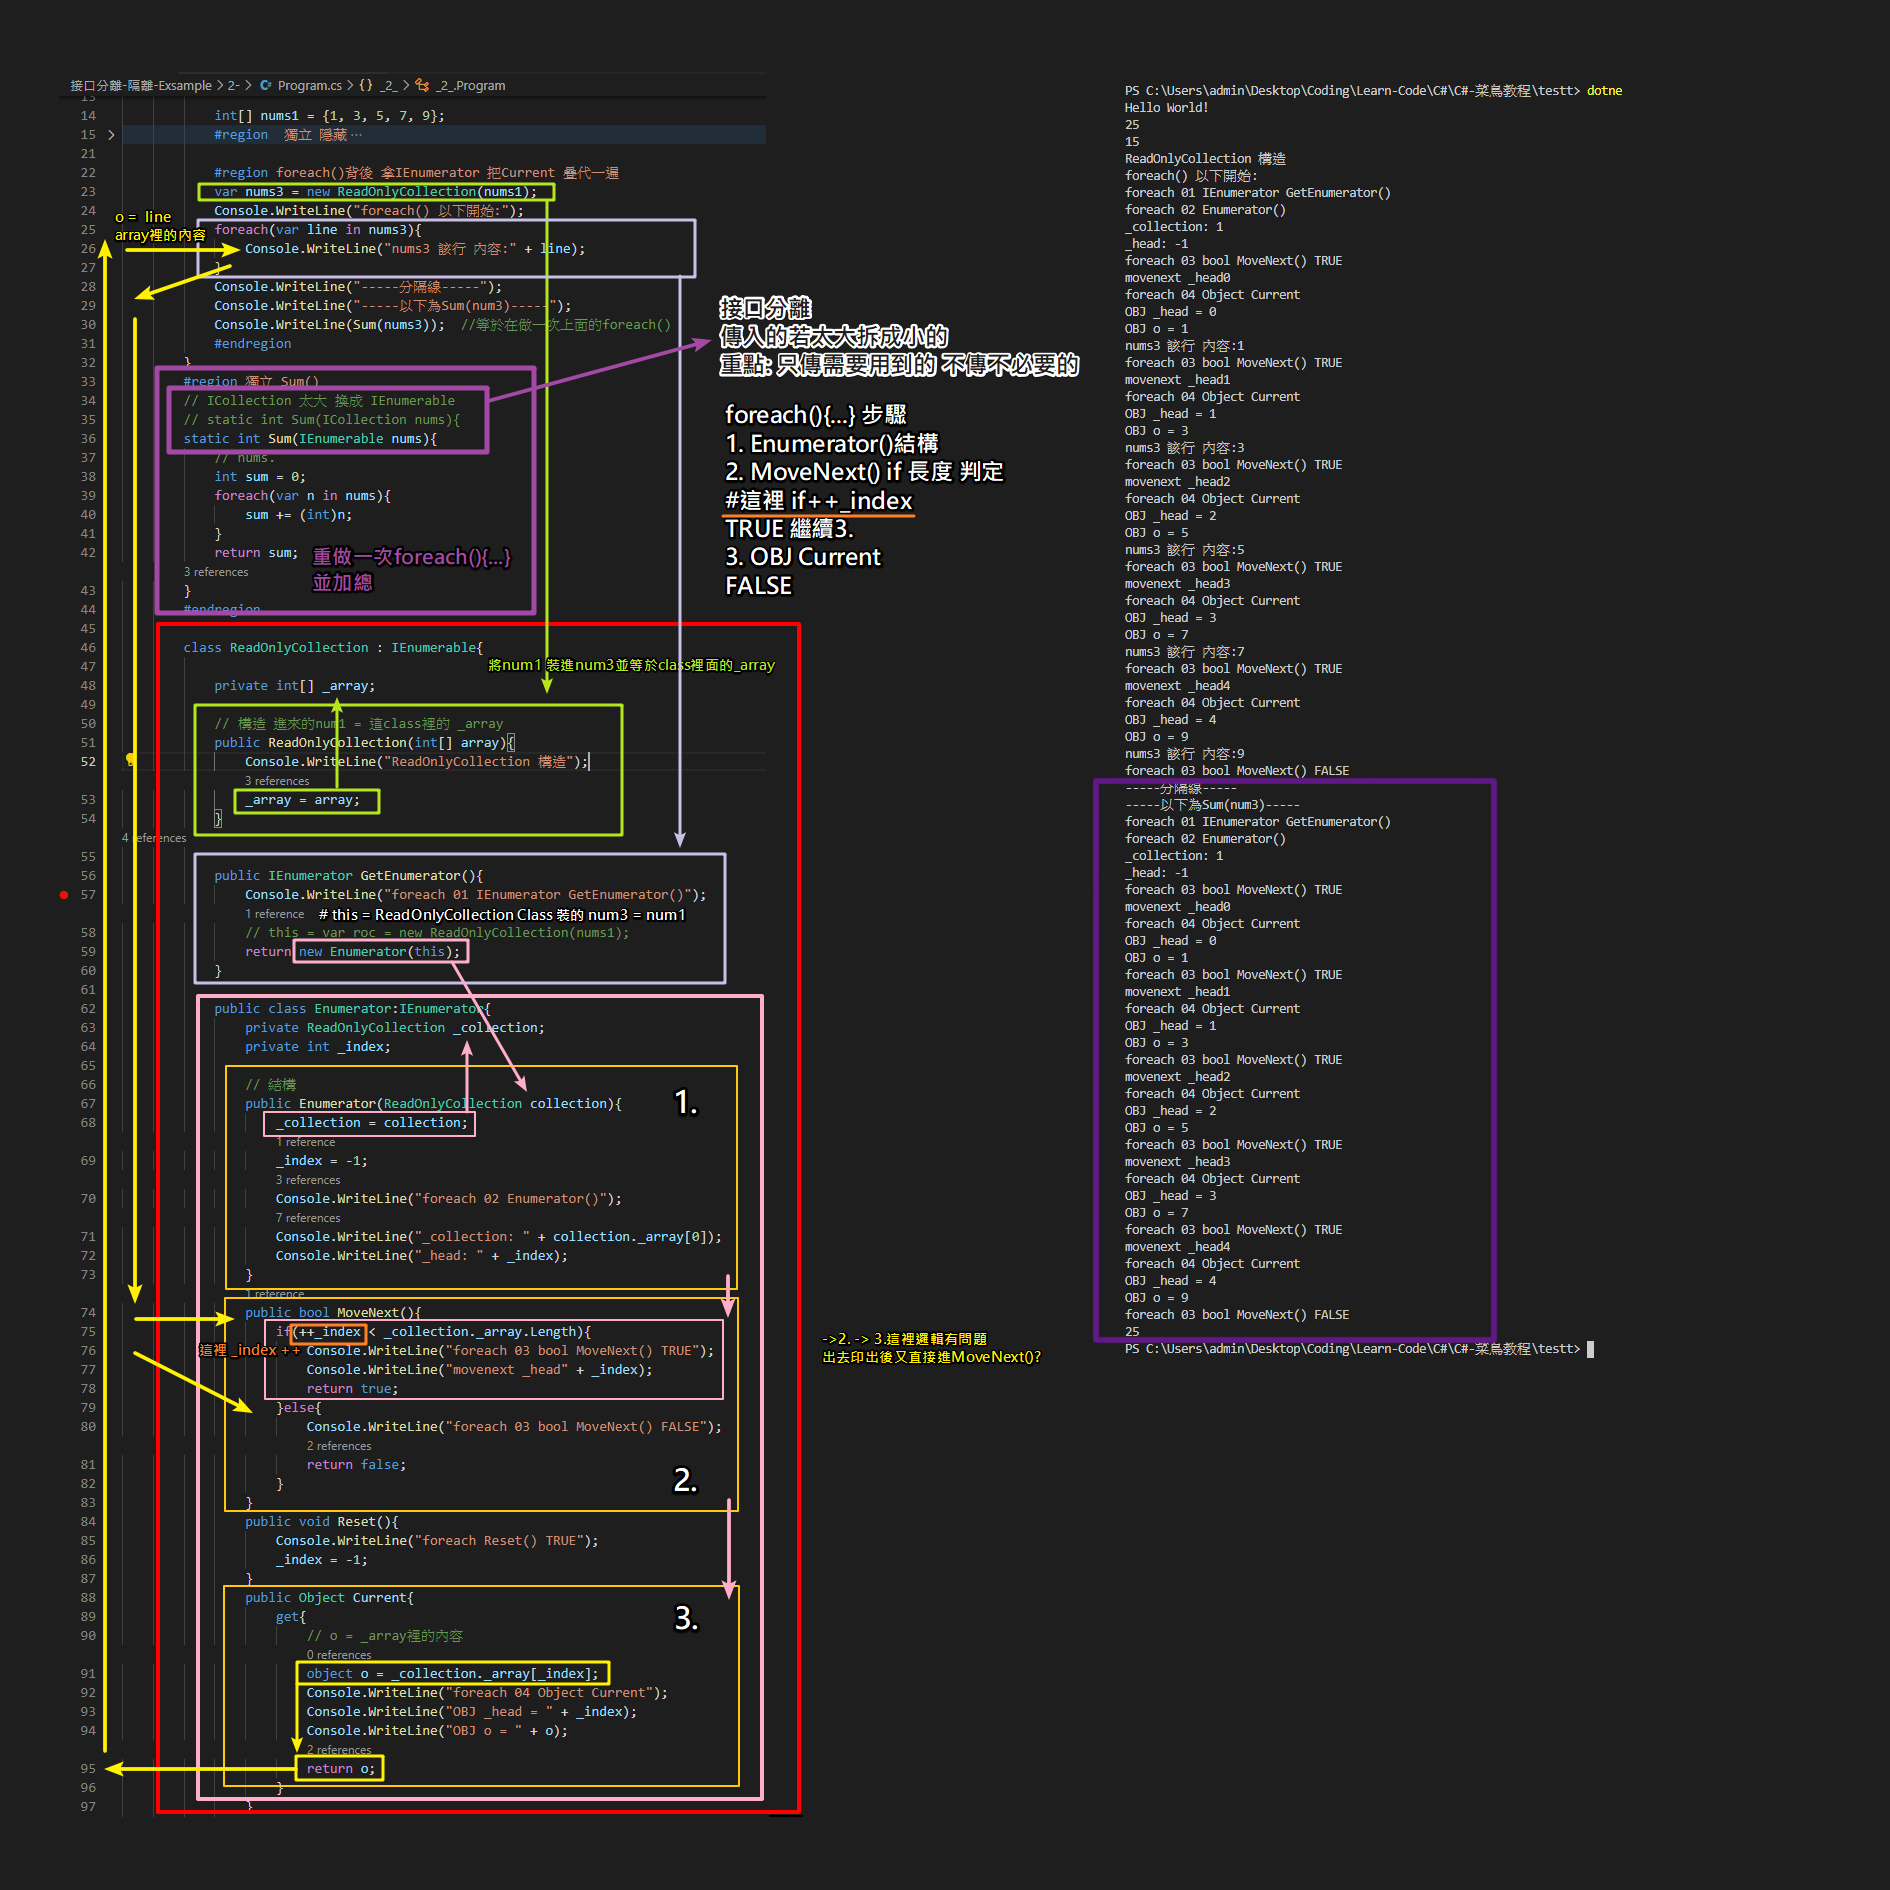 接口分離-隔離-Exsample > 2- > Program.cs > {} _2_ > _2_.Program
13
14 int[] nums1 = {1, 3, 5, 7, 9};
15 #region 獨立 隱藏…
21
22 #region foreach()背後 拿IEnumerator 把Current 疊代一遍
23 var nums3 = new ReadOnlyCollection(nums1);
24 Console.WriteLine("foreach() 以下開始:");
o = line
array裡的內容
25 foreach(var line in nums3){
26 Console.WriteLine("nums3 該行 內容:" + line);
27 }
28 Console.WriteLine("-----分隔線-----");
29 Console.WriteLine("-----以下為Sum(num3)-----");
30 Console.WriteLine(Sum(nums3)); //等於在做一次上面的foreach()
31 #endregion
32 }
33 #region 獨立 Sum()
34 // ICollection 太大 換成 IEnumerable
35 // static int Sum(ICollection nums){
36 static int Sum(IEnumerable nums){
37 // nums.
38 int sum = 0;
39 foreach(var n in nums){
40 sum += (int)n;
41 }
42 return sum;
重做一次foreach(){...}
並加總
3 references
43 }
44 #endregion
45
46 class ReadOnlyCollection : IEnumerable{
47
將num1 裝進num3並等於class裡面的_array
48 private int[] _array;
49
50 // 構造 進來的num1 = 這class裡的 _array
51 public ReadOnlyCollection(int[] array){
52 Console.WriteLine("ReadOnlyCollection 構造");
3 references
53 _array = array;
54 }
4 references
55
56 public IEnumerator GetEnumerator(){
57 Console.WriteLine("foreach 01 IEnumerator GetEnumerator()");
1 reference # this = ReadOnlyCollection Class 裝的 num3 = num1
58 // this = var roc = new ReadOnlyCollection(nums1);
59 return new Enumerator(this);
60 }
61
62 public class Enumerator:IEnumerator{
63 private ReadOnlyCollection _collection;
64 private int _index;
65
66 // 結構
67 public Enumerator(ReadOnlyCollection collection){
1.
68 _collection = collection;
1 reference
69 _index = -1;
3 references
70 Console.WriteLine("foreach 02 Enumerator()");
7 references
71 Console.WriteLine("_collection: " + collection._array[0]);
72 Console.WriteLine("_head: " + _index);
73 }
1 reference
74 public bool MoveNext(){
75 if(++_index < _collection._array.Length){
這裡 _index ++
76 Console.WriteLine("foreach 03 bool MoveNext() TRUE");
77 Console.WriteLine("movenext _head" + _index);
78 return true;
79 }else{
80 Console.WriteLine("foreach 03 bool MoveNext() FALSE");
2 references
81 return false;
82 }
2.
83 }
84 public void Reset(){
85 Console.WriteLine("foreach Reset() TRUE");
86 _index = -1;
87 }
88 public Object Current{
89 get{
3.
90 // o = _array裡的內容
0 references
91 object o = _collection._array[_index];
92 Console.WriteLine("foreach 04 Object Current");
93 Console.WriteLine("OBJ _head = " + _index);
94 Console.WriteLine("OBJ o = " + o);
2 references
95 return o;
96 }
97 }
接口分離
傳入的若太大拆成小的
重點: 只傳需要用到的 不傳不必要的
foreach(){...} 步驟
1. Enumerator()結構
2. MoveNext() if 長度 判定
#這裡 if++_index
TRUE 繼續3.
3. OBJ Current
FALSE
->2. -> 3.這裡邏輯有問題
出去印出後又直接進MoveNext()?
PS C:\Users\admin\Desktop\Coding\Learn-Code\C#\C#-菜鳥教程\testt> dotne
Hello World!
25
15
ReadOnlyCollection 構造
foreach() 以下開始:
foreach 01 IEnumerator GetEnumerator()
foreach 02 Enumerator()
_collection: 1
_head: -1
foreach 03 bool MoveNext() TRUE
movenext _head0
foreach 04 Object Current
OBJ _head = 0
OBJ o = 1
nums3 該行 內容:1
foreach 03 bool MoveNext() TRUE
movenext _head1
foreach 04 Object Current
OBJ _head = 1
OBJ o = 3
nums3 該行 內容:3
foreach 03 bool MoveNext() TRUE
movenext _head2
foreach 04 Object Current
OBJ _head = 2
OBJ o = 5
nums3 該行 內容:5
foreach 03 bool MoveNext() TRUE
movenext _head3
foreach 04 Object Current
OBJ _head = 3
OBJ o = 7
nums3 該行 內容:7
foreach 03 bool MoveNext() TRUE
movenext _head4
foreach 04 Object Current
OBJ _head = 4
OBJ o = 9
nums3 該行 內容:9
foreach 03 bool MoveNext() FALSE
-----分隔線-----
-----以下為Sum(num3)-----
foreach 01 IEnumerator GetEnumerator()
foreach 02 Enumerator()
_collection: 1
_head: -1
foreach 03 bool MoveNext() TRUE
movenext _head0
foreach 04 Object Current
OBJ _head = 0
OBJ o = 1
foreach 03 bool MoveNext() TRUE
movenext _head1
foreach 04 Object Current
OBJ _head = 1
OBJ o = 3
foreach 03 bool MoveNext() TRUE
movenext _head2
foreach 04 Object Current
OBJ _head = 2
OBJ o = 5
foreach 03 bool MoveNext() TRUE
movenext _head3
foreach 04 Object Current
OBJ _head = 3
OBJ o = 7
foreach 03 bool MoveNext() TRUE
movenext _head4
foreach 04 Object Current
OBJ _head = 4
OBJ o = 9
foreach 03 bool MoveNext() FALSE
25
PS C:\Users\admin\Desktop\Coding\Learn-Code\C#\C#-菜鳥教程\testt>